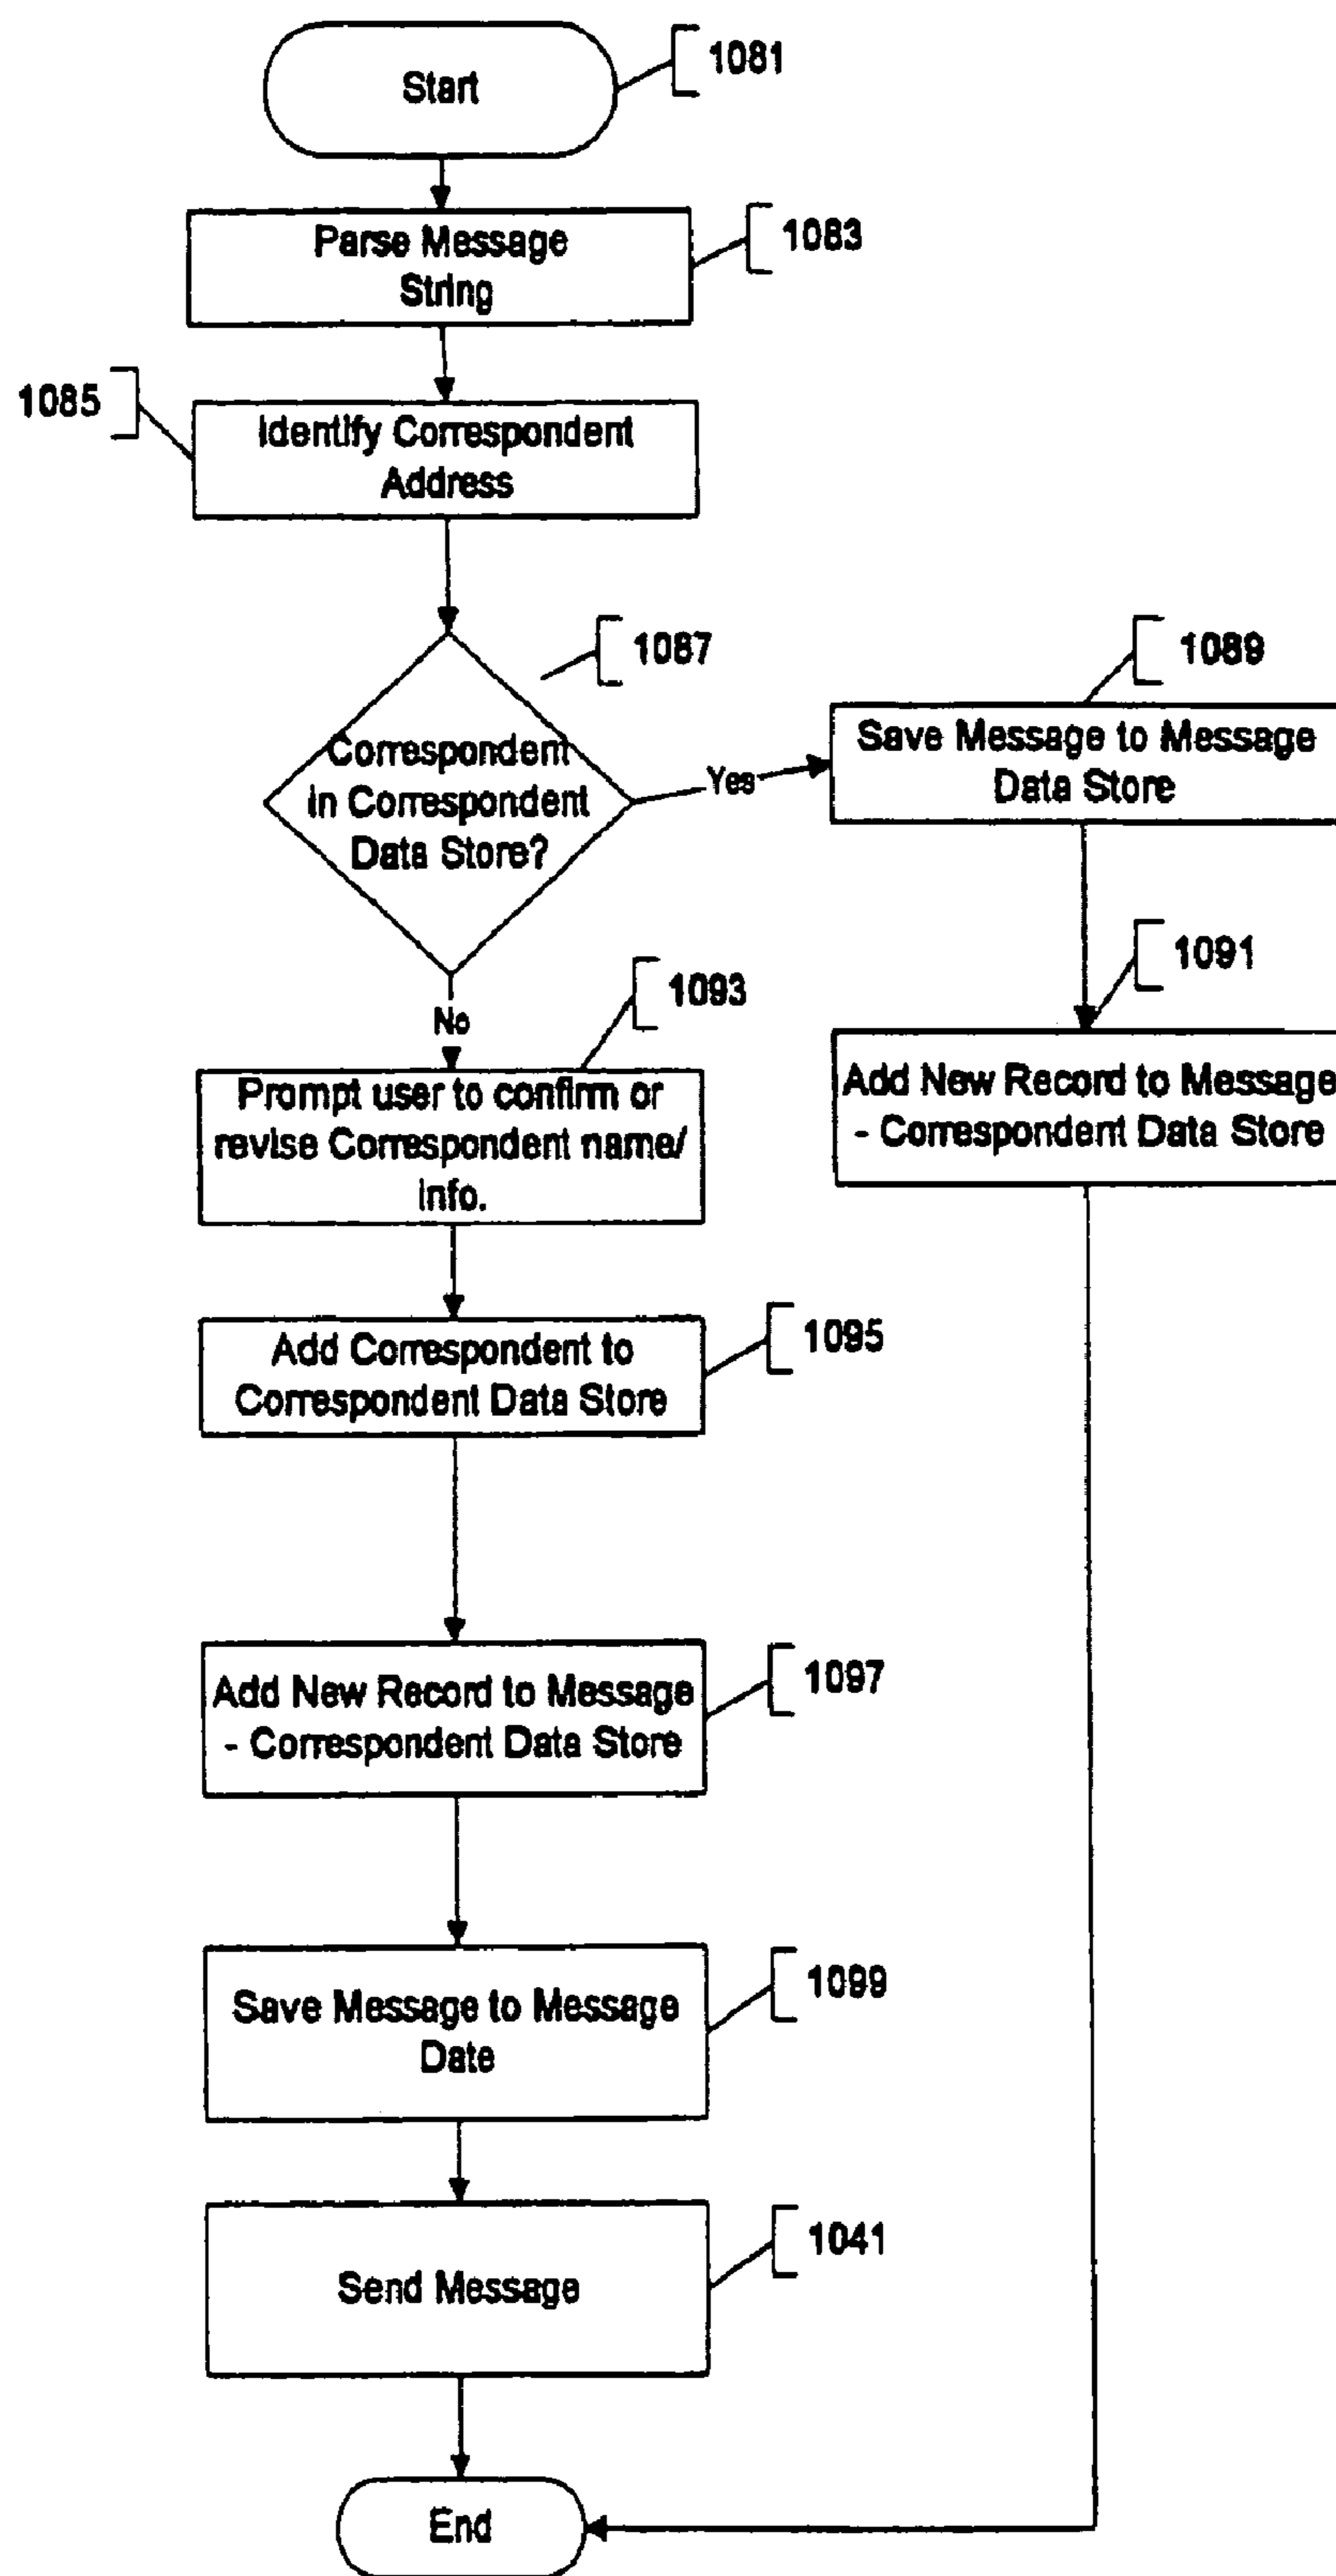 Start
1081
Parse Message
String
1083
1085
Identify Correspondent
Address
1087
Correspondent
in Correspondent
Data Store?
Yes
1089
Save Message to Message
Data Store
1091
Add New Record to Message
- Correspondent Data Store
No
1093
Prompt user to confirm or
revise Correspondent name/
info.
Add Correspondent to
Correspondent Data Store
1095
Add New Record to Message
- Correspondent Data Store
1097
Save Message to Message
Date
1099
Send Message
1041
End